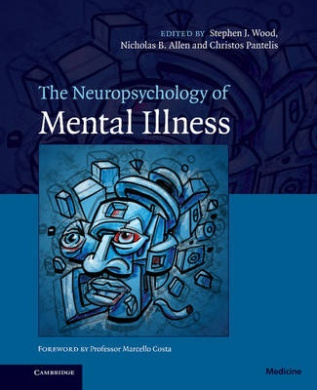 EDITED BY Stephen J. Wood,
Nicholas B. Allen and Christos Pantelis
The Neuropsychology of
Mental Illness
FOREWORD BY Professor Marcello Costa
CAMBRIDGE
Medicine